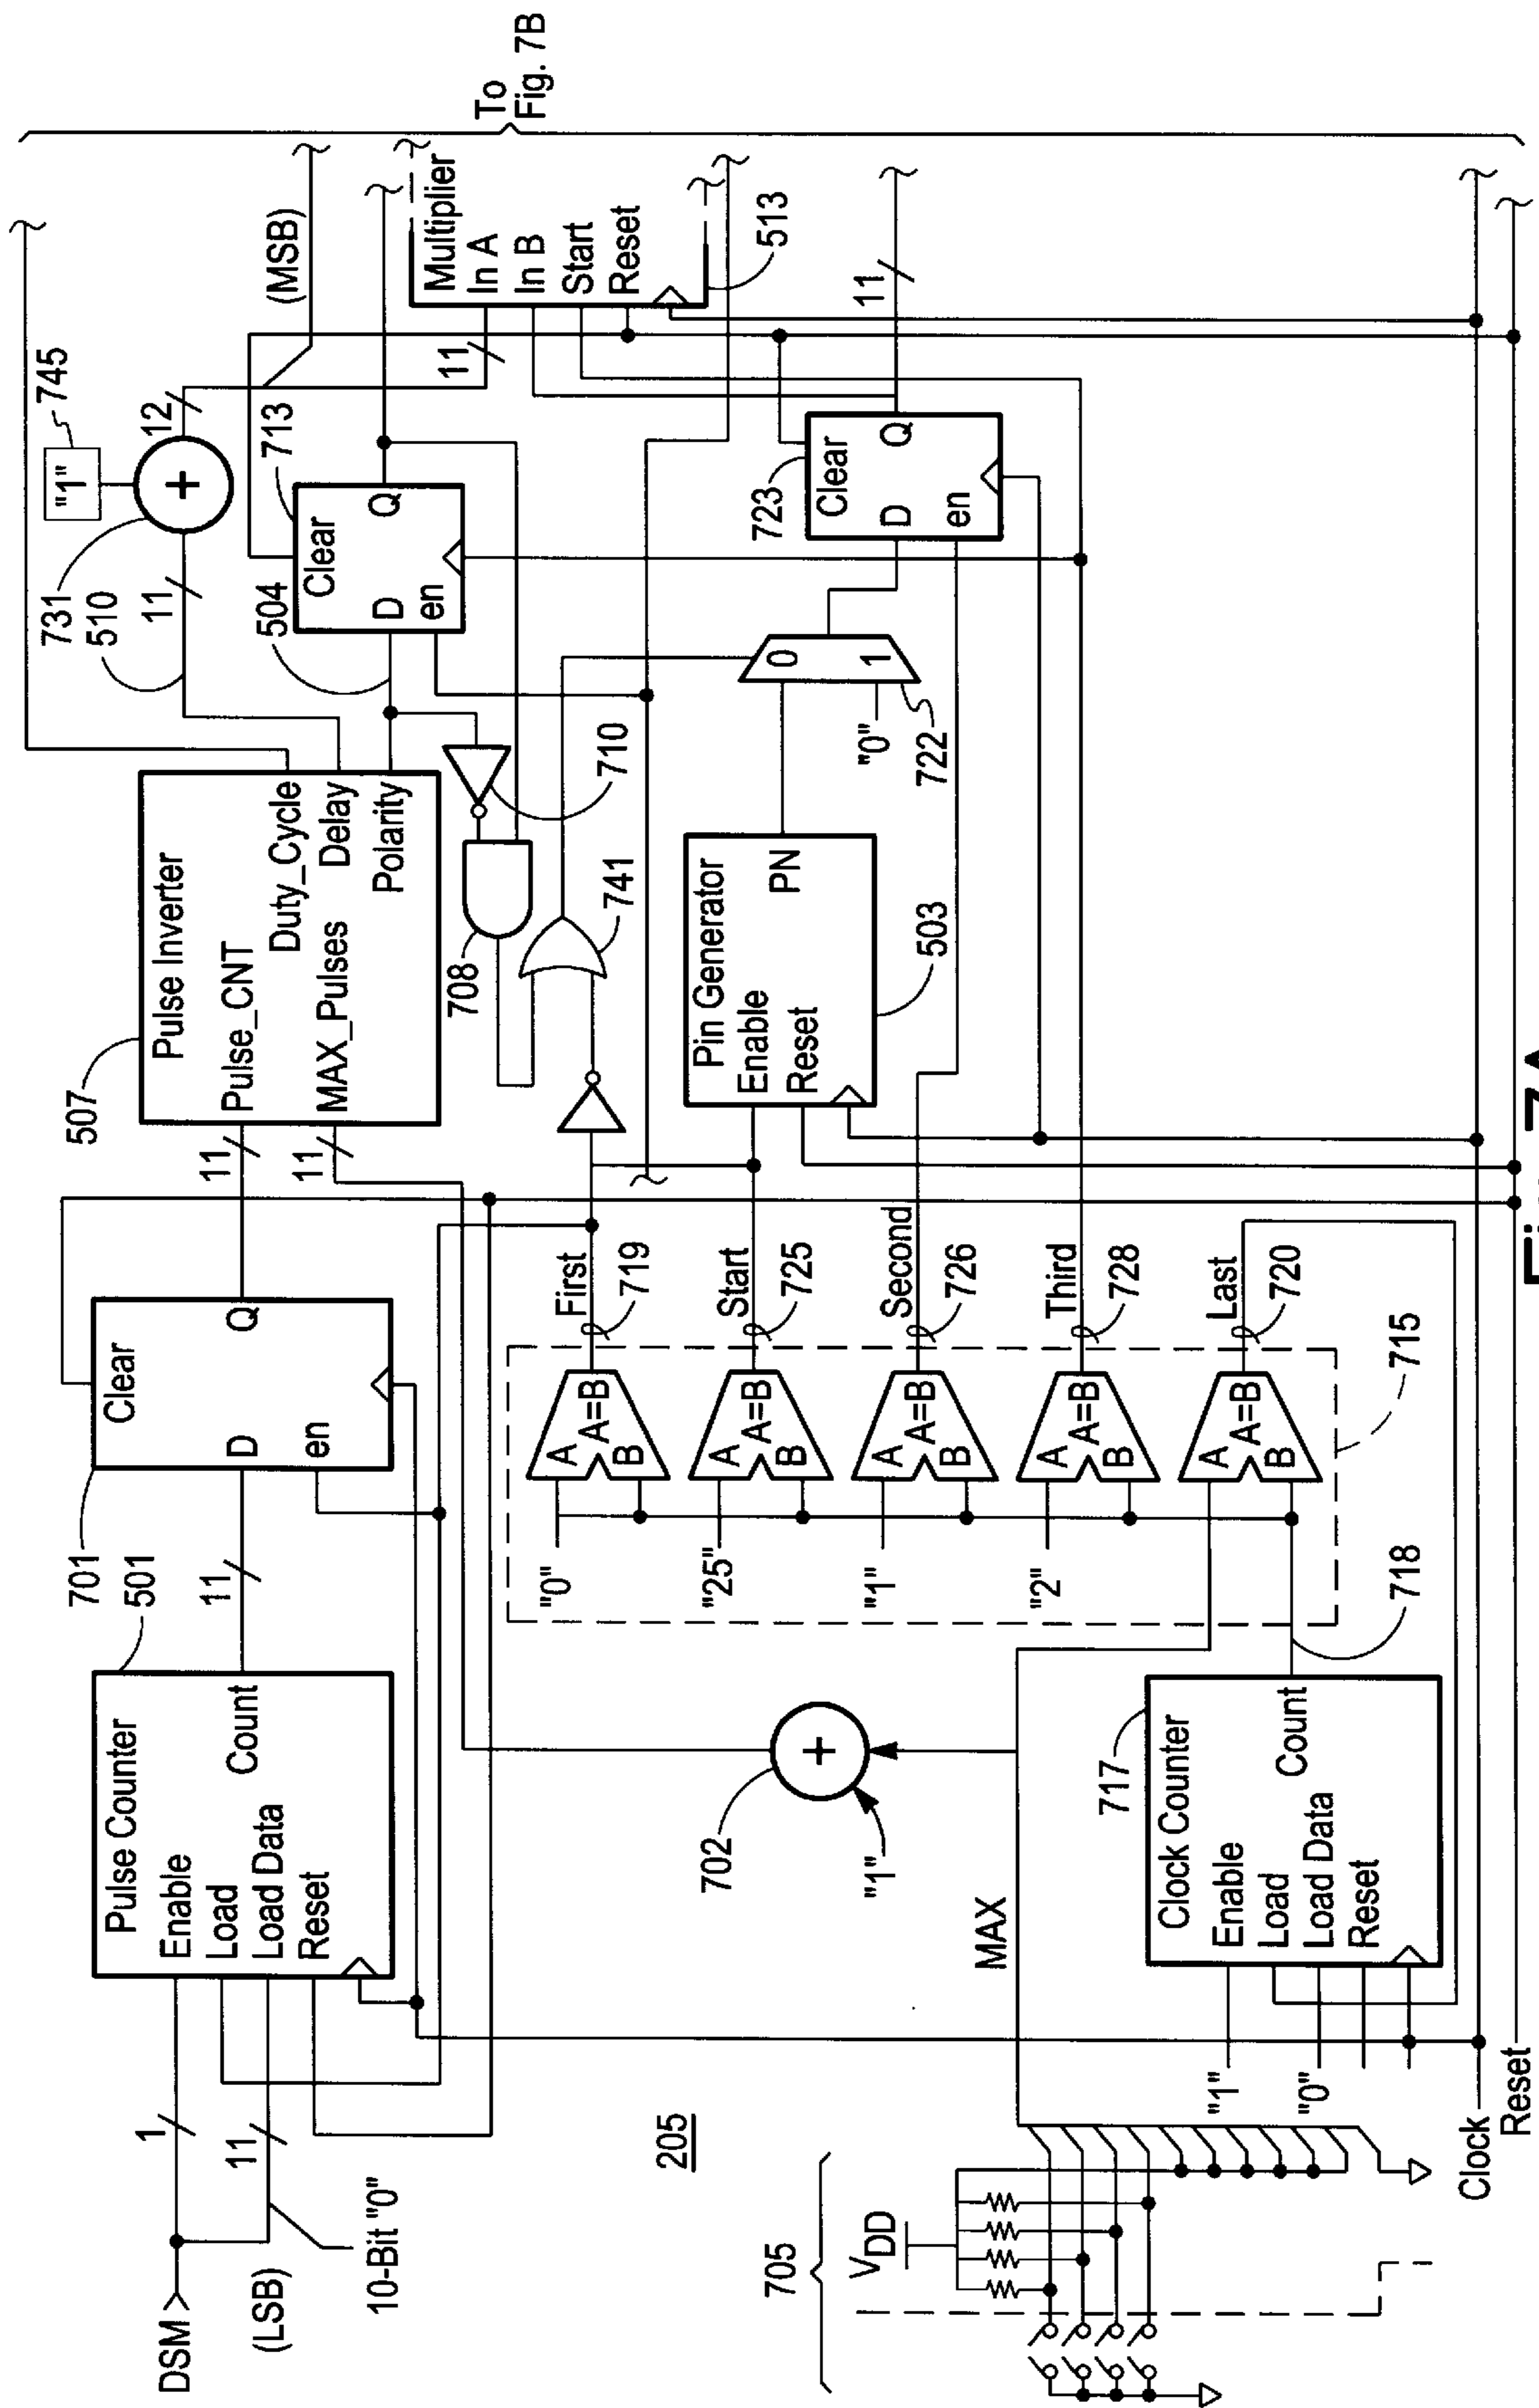 DSM
(LSB)
10-Bit "0"
1
11
Pulse Counter
Enable
Load
Load Data
Reset
Count
501
11
701
Clear
D
Q
en
11
11
507
Pulse Inverter
Pulse_CNT
MAX_Pulses
Duty_Cycle
Delay
Polarity
510
11
731
"1"
745
12
(MSB)
11
504
Clear
D
Q
en
713
Multiplier
In A
In B
Start
Reset
513
To
Fig. 7B
708
710
741
205
702
"1"
"0"
A
A=B
B
First
719
"25"
A
A=B
B
Start
725
"1"
A
A=B
B
Second
726
"2"
A
A=B
B
Third
728
A
A=B
B
Last
720
715
Pin Generator
Enable
Reset
PN
503
0
1
"0"
722
723
Clear
D
Q
en
11
705
VDD
MAX
717
Clock Counter
Enable
Load
Load Data
Reset
Count
"1"
"0"
718
Clock
Reset